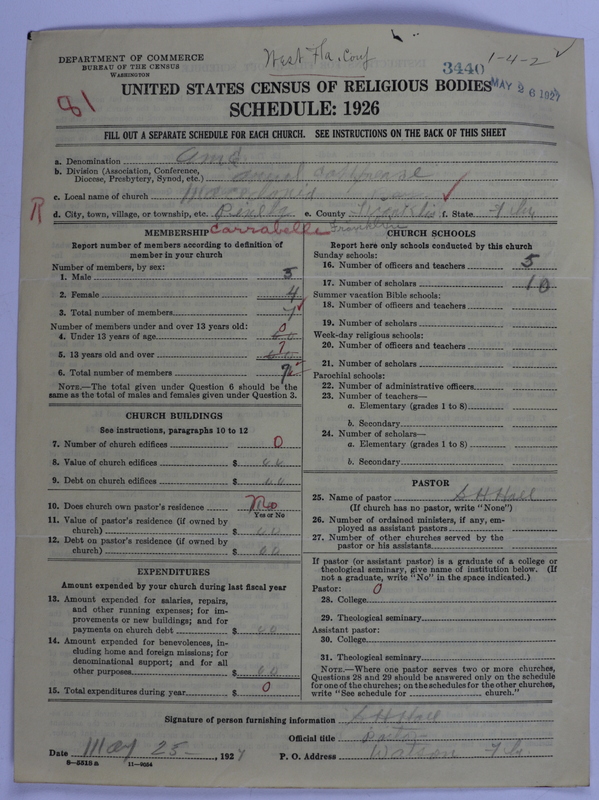 DEPARTMENT OF COMMERCE
BUREAU OF THE CENSUS
WASHINGTON
West Fla. Conf
3440
1-4-2
MAY 26 1927
81
UNITED STATES CENSUS OF RELIGIOUS BODIES
SCHEDULE: 1926
FILL OUT A SEPARATE SCHEDULE FOR EACH CHURCH. SEE INSTRUCTIONS ON THE BACK OF THIS SHEET
a. Denomination A M E
b. Division (Association, Conference, Diocese, Presbytery, Synod, etc.) annual
c. Local name of church Macedonia
R
d. City, town, village, or township, etc. e. County f. State Fla
Carrabelle Franklin
MEMBERSHIP
Report number of members according to definition of member in your church
Number of members, by sex:
1. Male 3
2. Female 4
3. Total number of members 7
Number of members under and over 13 years old:
4. Under 13 years of age 0
5. 13 years old and over 7
6. Total number of members 7
NOTE.—The total given under Question 6 should be the same as the total of males and females given under Question 3.
CHURCH BUILDINGS
See instructions, paragraphs 10 to 12
7. Number of church edifices 0
8. Value of church edifices $ 00
9. Debt on church edifices $ 00
10. Does church own pastor's residence No
Yes or No
11. Value of pastor's residence (if owned by church) $ 00
12. Debt on pastor's residence (if owned by church) $ 00
EXPENDITURES
Amount expended by your church during last fiscal year
13. Amount expended for salaries, repairs, and other running expenses; for improvements or new buildings; and for payments on church debt $ 00
14. Amount expended for benevolences, including home and foreign missions; for denominational support; and for all other purposes $ 00
15. Total expenditures during year $ 0
CHURCH SCHOOLS
Report here only schools conducted by this church
Sunday schools:
16. Number of officers and teachers 5
17. Number of scholars 10
Summer vacation Bible schools:
18. Number of officers and teachers
19. Number of scholars
Week-day religious schools:
20. Number of officers and teachers
21. Number of scholars
Parochial schools:
22. Number of administrative officers
23. Number of teachers—
a. Elementary (grades 1 to 8)
b. Secondary
24. Number of scholars—
a. Elementary (grades 1 to 8)
b. Secondary
PASTOR
25. Name of pastor S H Hall
(If church has no pastor, write "None")
26. Number of ordained ministers, if any, employed as assistant pastors
27. Number of other churches served by the pastor or his assistants
If pastor (or assistant pastor) is a graduate of a college or theological seminary, give name of institution below. (If not a graduate, write "No" in the space indicated.)
Pastor: 0
28. College
29. Theological seminary
Assistant pastor:
30. College
31. Theological seminary
NOTE.—Where one pastor serves two or more churches, Questions 28 and 29 should be answered only on the schedule for one of the churches; on the schedules for the other churches, write "See schedule for church."
Signature of person furnishing information S H Hall
Official title Pastor
Date May 25 , 1927 P. O. Address Watson Fla
8-5518 a 11-9024